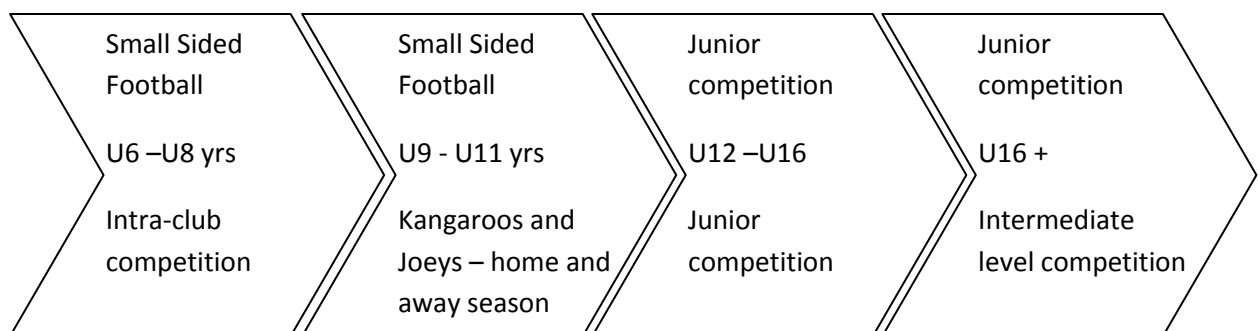 Small Sided
Football
U6 –U8 yrs
Intra-club
competition
Small Sided
Football
U9 - U11 yrs
Kangaroos and
Joeys – home and
away season
Junior
competition
U12 –U16
Junior
competition
Junior
competition
U16 +
Intermediate
level competition